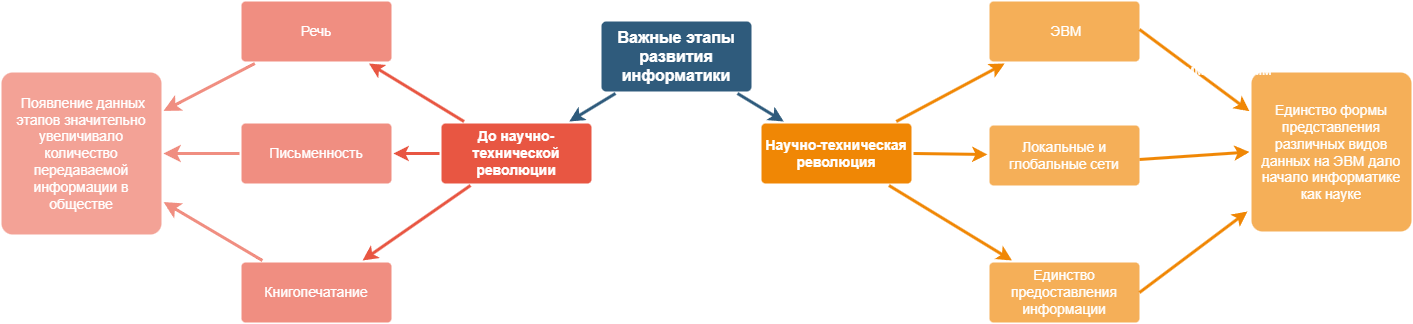 Важные этапы
развития
информатики
До научно-
технической
революции
Речь
Письменность
Книгопечатание
Появление данных
этапов значительно
увеличивало
количество
передаваемой
информации в
обществе
Научно-техническая
революция
ЭВМ
Локальные и
глобальные сети
Единство
предоставления
информации
Единство формы
представления
различных видов
данных на ЭВМ дало
начало информатике
как науке